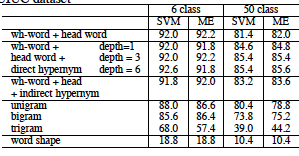 UIUC dataset
6 class 50 class
SVM ME SVM ME
wh-word + head word 92.0 92.2 81.4 82.0
wh-word + depth=1 92.0 91.8 84.6 84.8
head word + depth = 3 92.0 92.2 85.4 85.4
direct hypernym depth = 6 92.6 91.8 85.4 85.6
wh-word + head 91.8 92.0 83.2 83.6
+ indirect hypernym
unigram 88.0 86.6 80.4 78.8
bigram 85.6 86.4 73.8 75.2
trigram 68.0 57.4 39.0 44.2
word shape 18.8 18.8 10.4 10.4